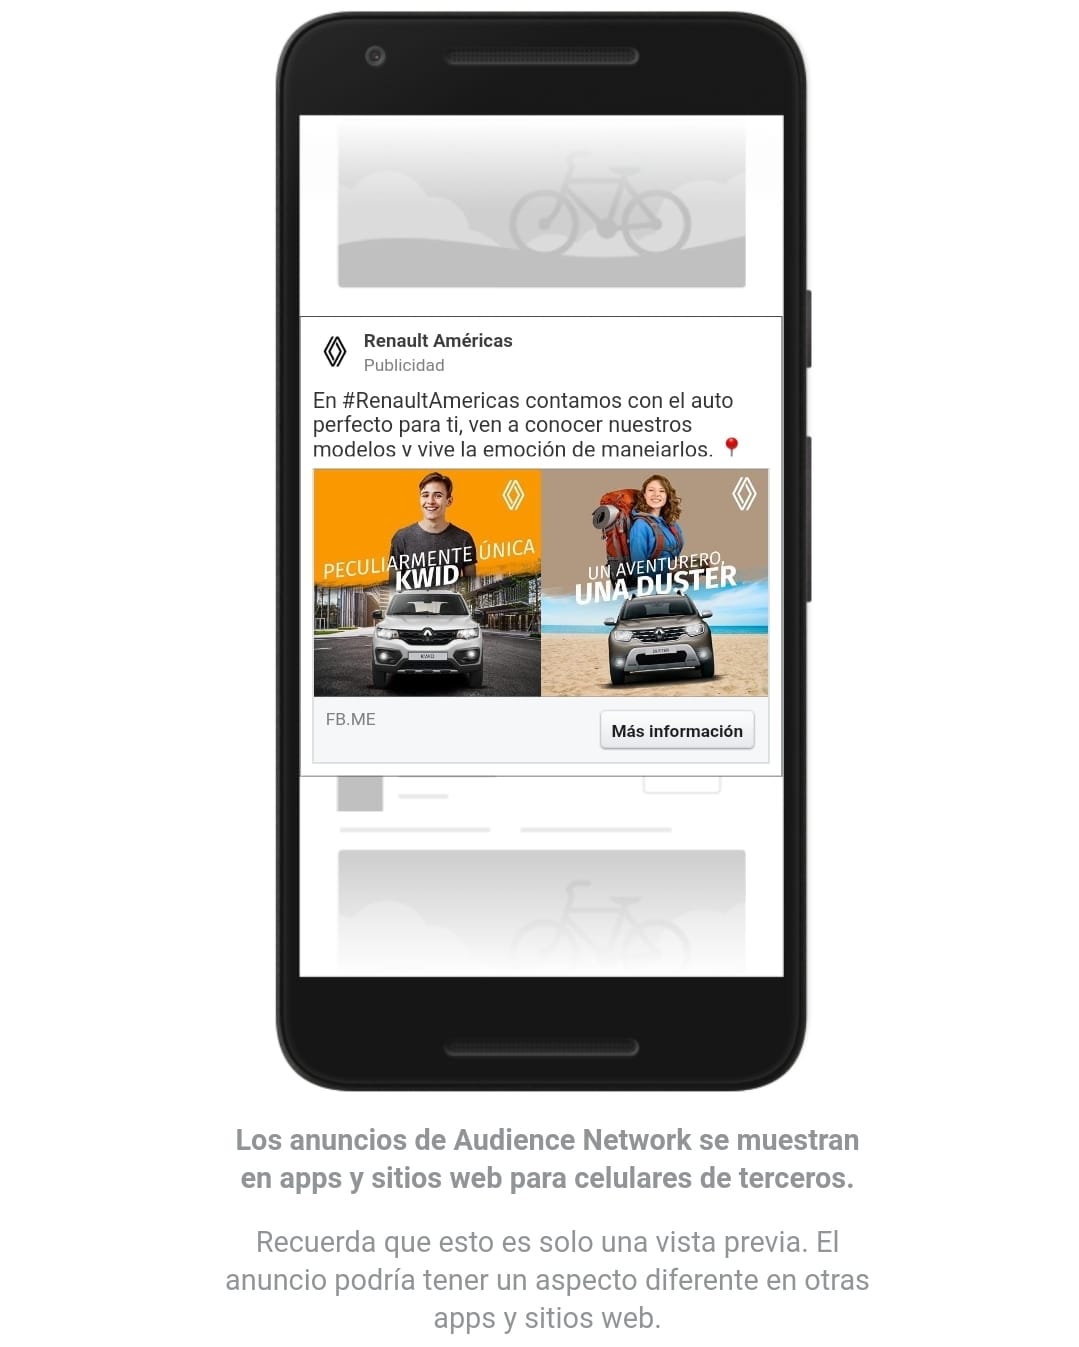 Renault Américas
Publicidad
En #RenaultAmericas contamos con el auto
perfecto para ti, ven a conocer nuestros
modelos y vive la emoción de manejarlos. 📍
PECULIARMENTE ÚNICA
KWID
KWID
UN AVENTURERO,
UNA DUSTER
DUSTER
FB.ME
Más información
Los anuncios de Audience Network se muestran
en apps y sitios web para celulares de terceros.
Recuerda que esto es solo una vista previa. El
anuncio podría tener un aspecto diferente en otras
apps y sitios web.